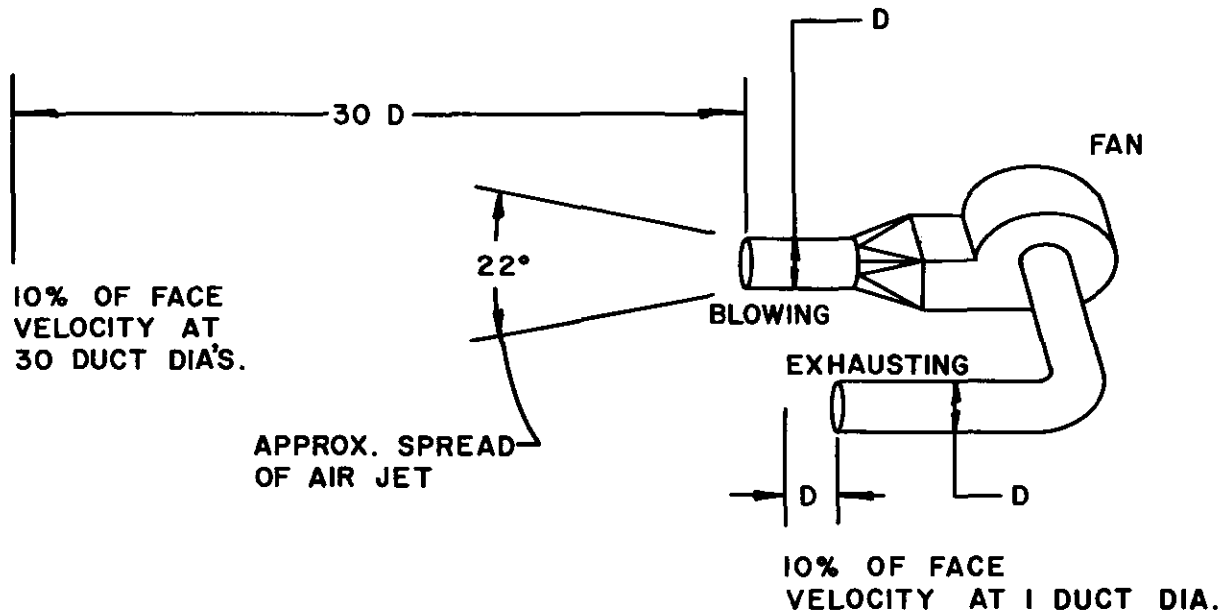 D
30 D
FAN
22°
10% OF FACE
VELOCITY AT
30 DUCT DIA'S.
BLOWING
EXHAUSTING
APPROX. SPREAD
OF AIR JET
D
D
10% OF FACE
VELOCITY AT 1 DUCT DIA.